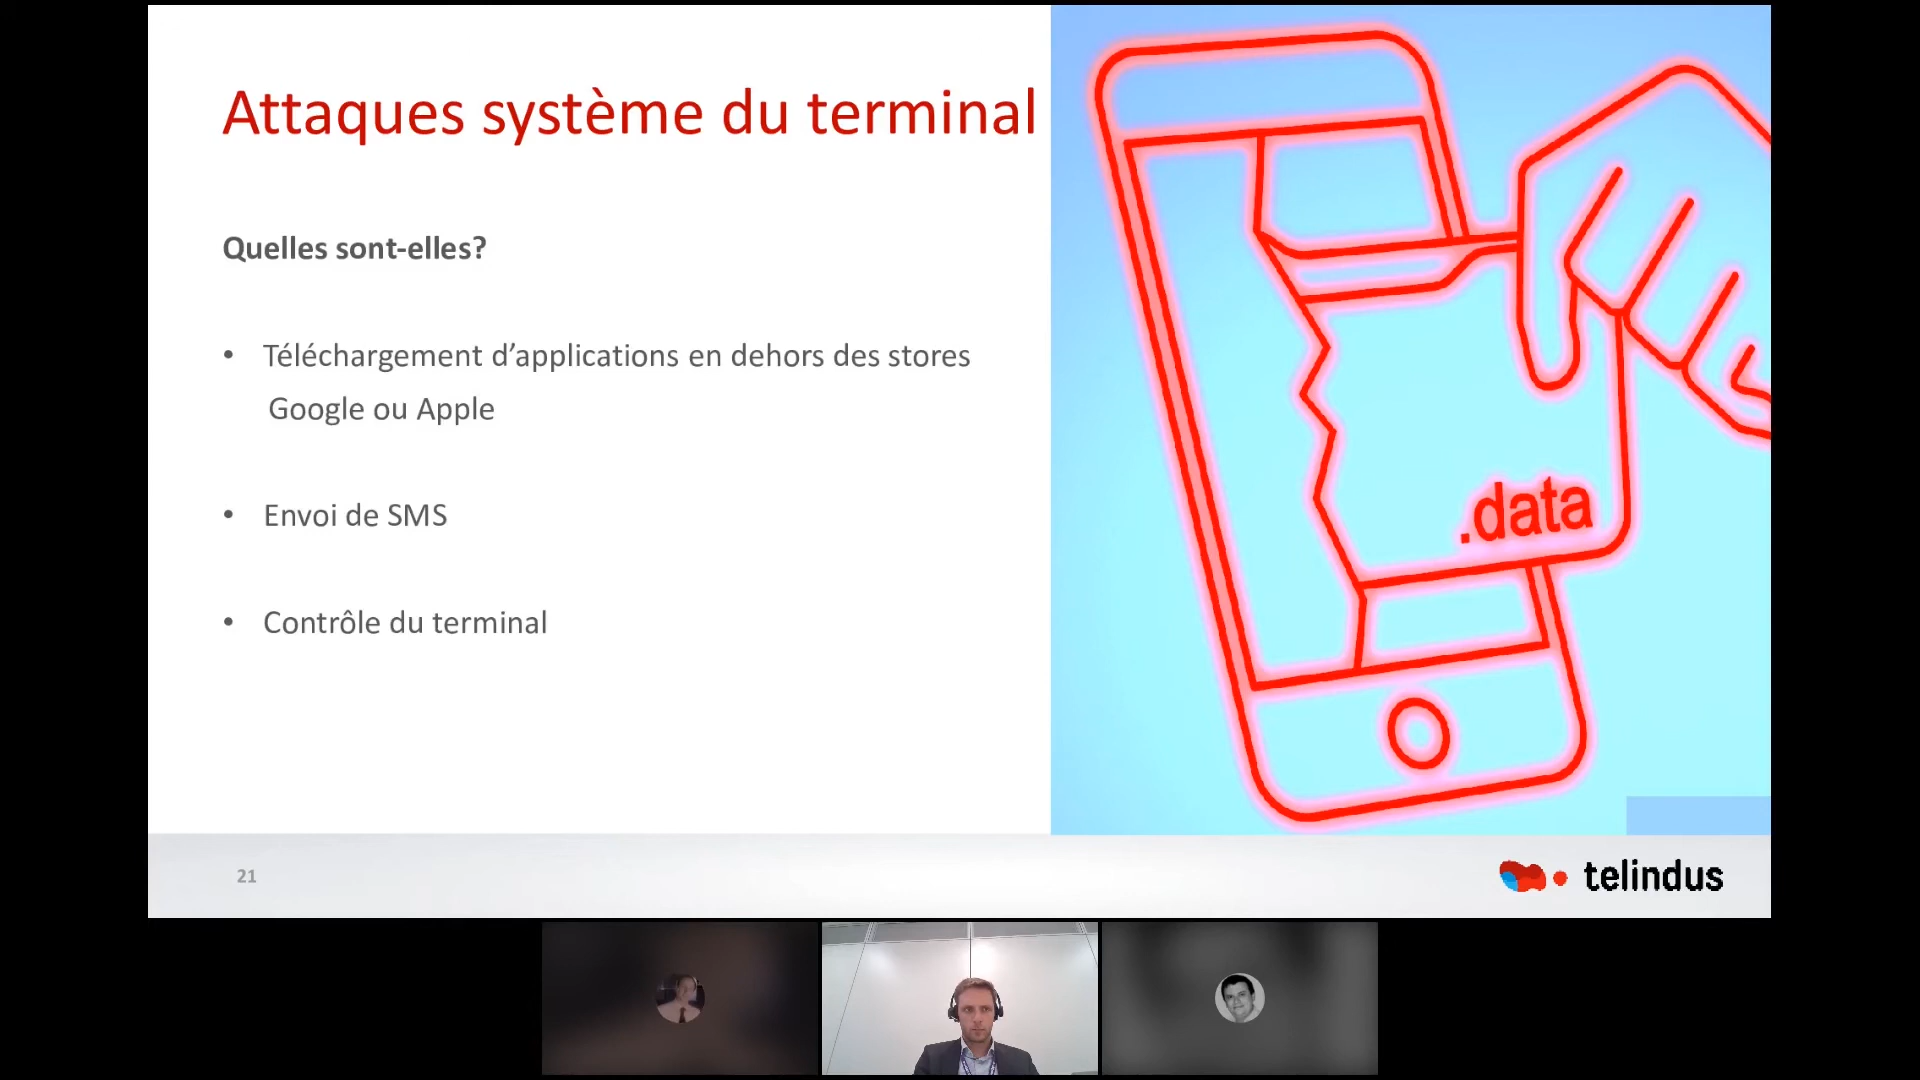 Attaques système du terminal
Quelles sont-elles?
• Téléchargement d’applications en dehors des stores
Google ou Apple
• Envoi de SMS
• Contrôle du terminal
.data
21
telindus